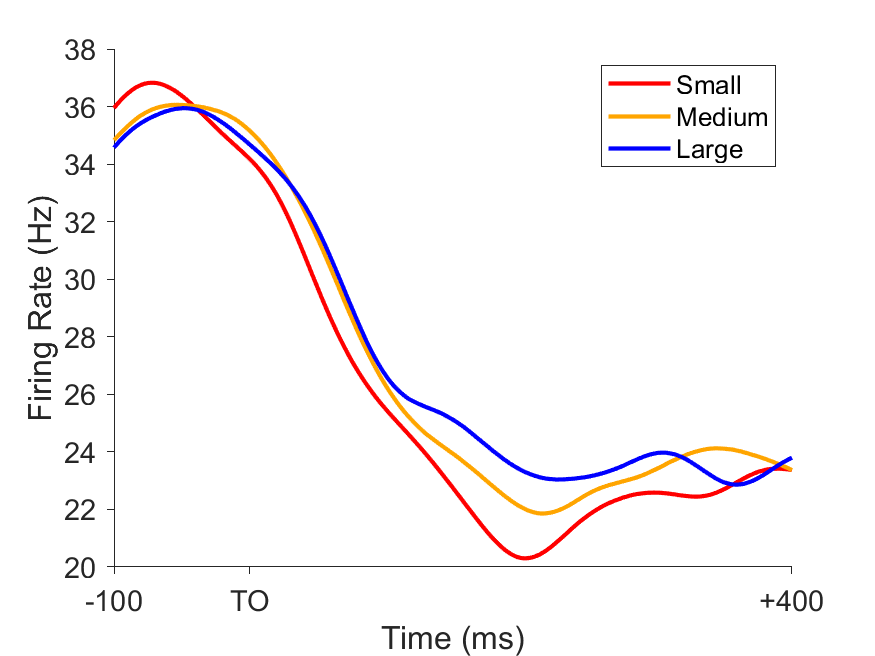 38
36
34
32
30
28
26
24
22
20
Firing Rate (Hz)
Small
Medium
Large
-100
TO
+400
Time (ms)